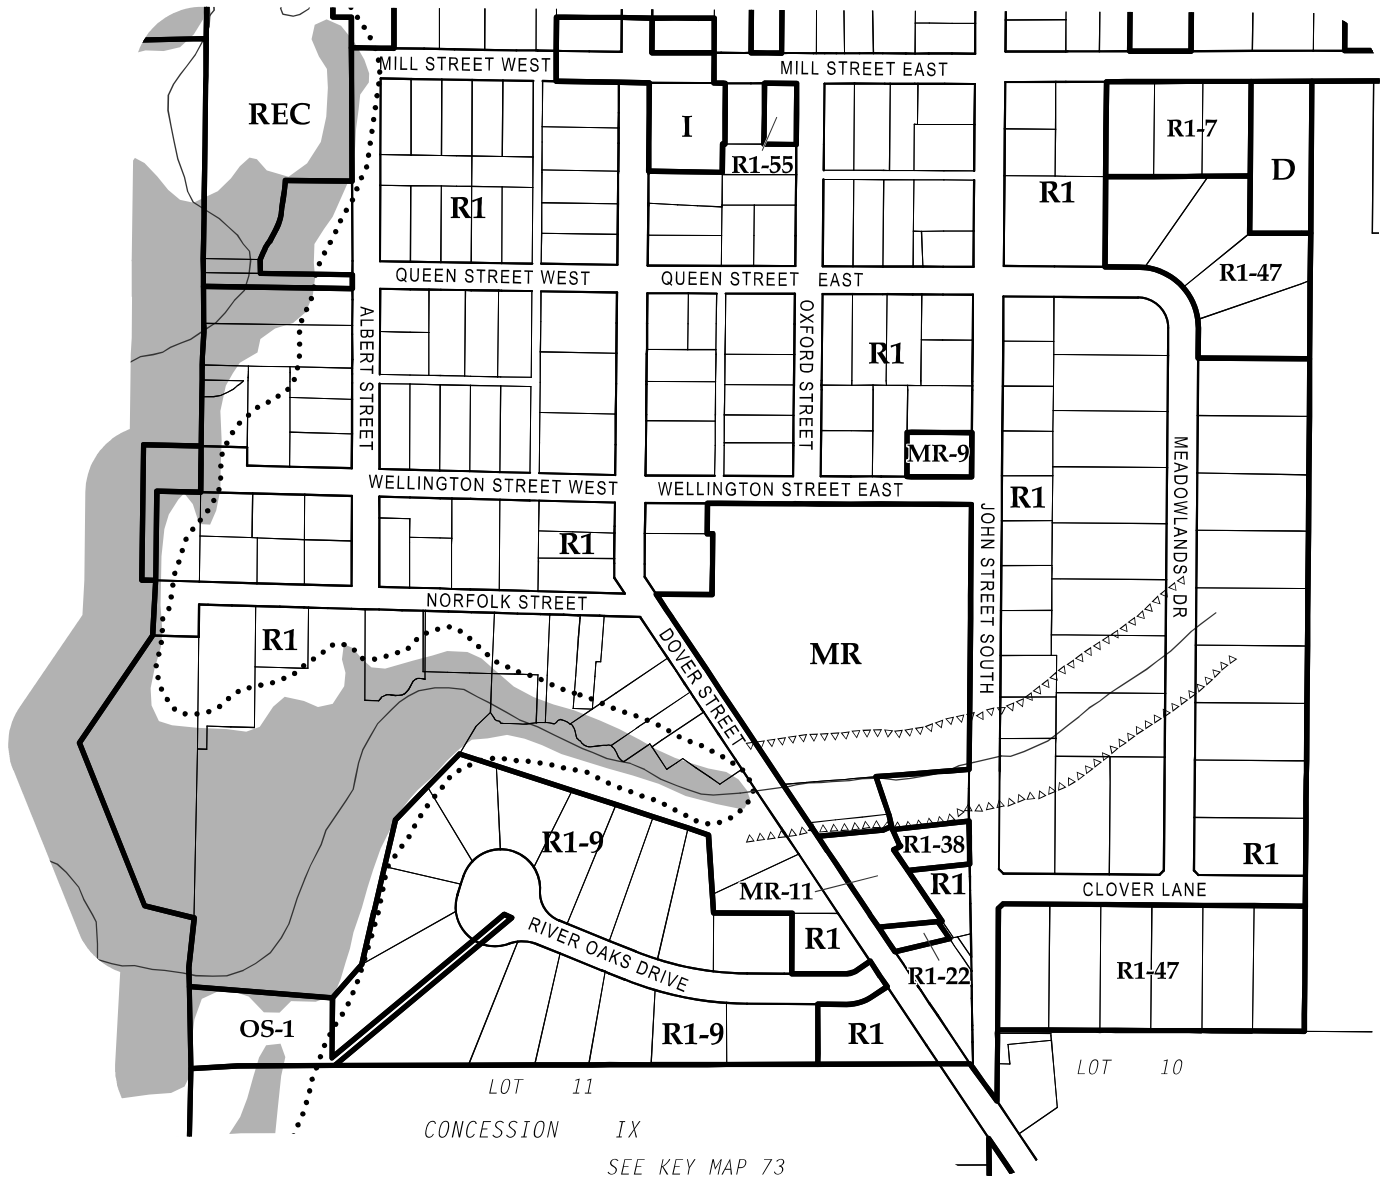 MILL STREET WEST
MILL STREET EAST
REC
I
R1-55
R1-7
D
R1
R1
R1-47
QUEEN STREET WEST
QUEEN STREET EAST
ALBERT STREET
OXFORD STREET
R1
MR-9
MEADOWLANDS DR
WELLINGTON STREET WEST
WELLINGTON STREET EAST
R1
JOHN STREET SOUTH
R1
NORFOLK STREET
R1
DOVER STREET
MR
R1-9
R1-38
R1
R1
MR-11
CLOVER LANE
RIVER OAKS DRIVE
R1
R1-22
R1-47
OS-1
R1-9
R1
LOT 11
LOT 10
CONCESSION IX
SEE KEY MAP 73